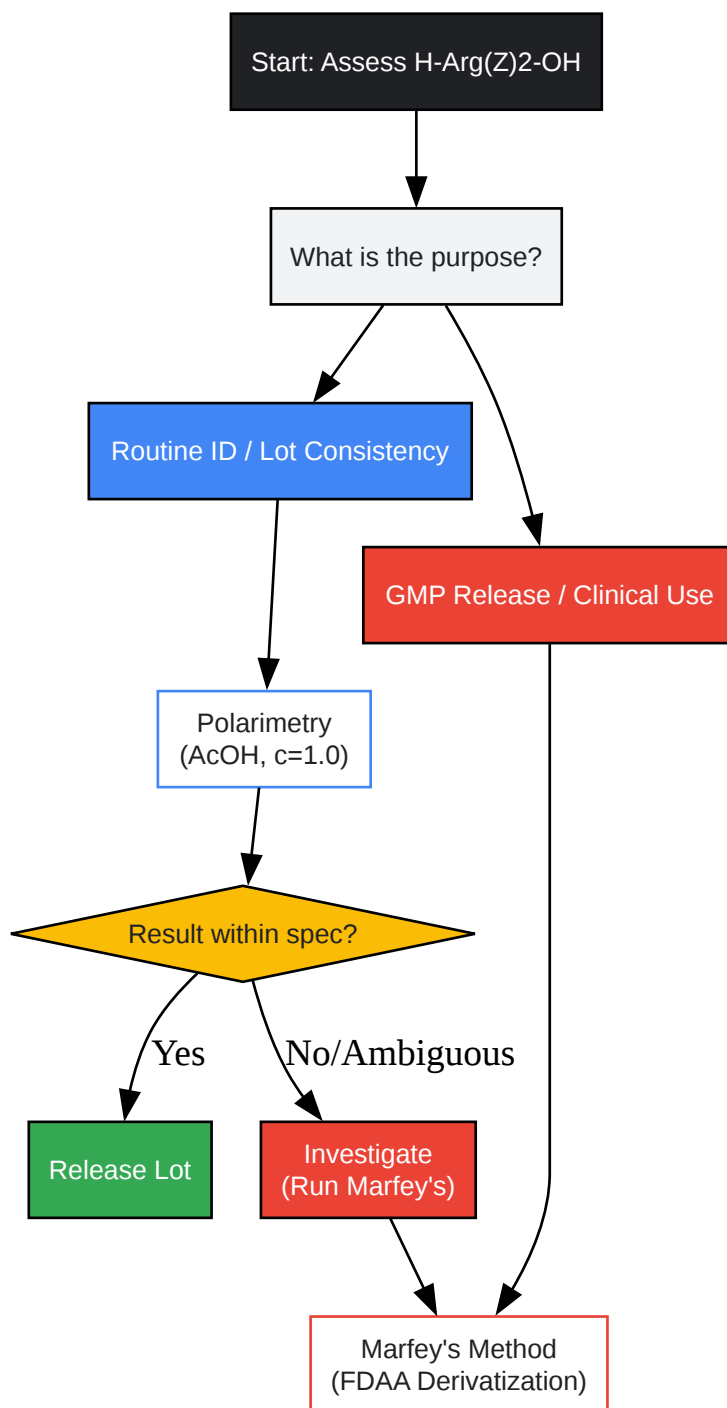 Start: Assess H-Arg(Z)2-OH
What is the purpose?
Routine ID / Lot Consistency
GMP Release / Clinical Use
Polarimetry
(AcOH, c=1.0)
Result within spec?
Yes
No/Ambiguous
Release Lot
Investigate
(Run Marfey's)
Marfey's Method
(FDAA Derivatization)